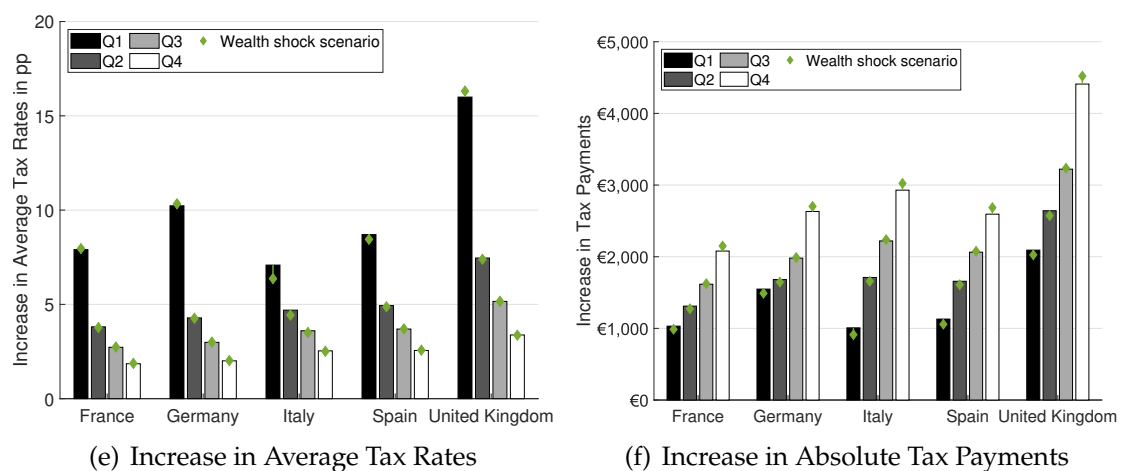 Increase in Average Tax Rates in pp
20
15
10
5
0
Q1 Q3 Wealth shock scenario
Q2 Q4
France Germany Italy Spain United Kingdom
(e) Increase in Average Tax Rates
Increase in Tax Payments
€5,000
€4,000
€3,000
€2,000
€1,000
€0
Q1 Q3 Wealth shock scenario
Q2 Q4
France Germany Italy Spain United Kingdom
(f) Increase in Absolute Tax Payments